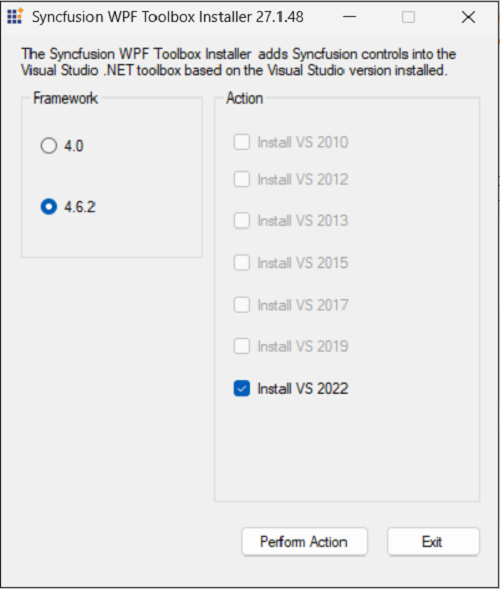 Syncfusion WPF Toolbox Installer 27.1.48
The Syncfusion WPF Toolbox Installer adds Syncfusion controls into the
Visual Studio .NET toolbox based on the Visual Studio version installed.
Framework
4.0
4.6.2
Action
Install VS 2010
Install VS 2012
Install VS 2013
Install VS 2015
Install VS 2017
Install VS 2019
Install VS 2022
Perform Action
Exit